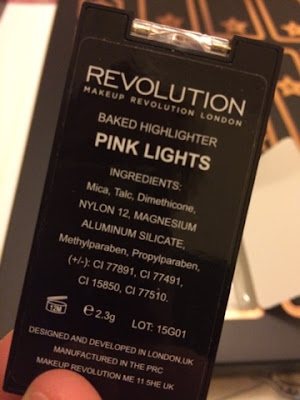 REVOLUTION
MAKEUP REVOLUTION LONDON
BAKED HIGHLIGHTER
PINK LIGHTS
INGREDIENTS:
Mica, Talc, Dimethicone,
NYLON 12, MAGNESIUM
ALUMINUM SILICATE,
Methylparaben, Propylparaben,
(+/-): CI 77891, CI 77491,
CI 15850, CI 77510.
12M ℮ 2.3g LOT: 15G01
DESIGNED AND DEVELOPED IN LONDON,UK
MANUFACTURED IN THE PRC
MAKEUP REVOLUTION ME 11 5HE UK